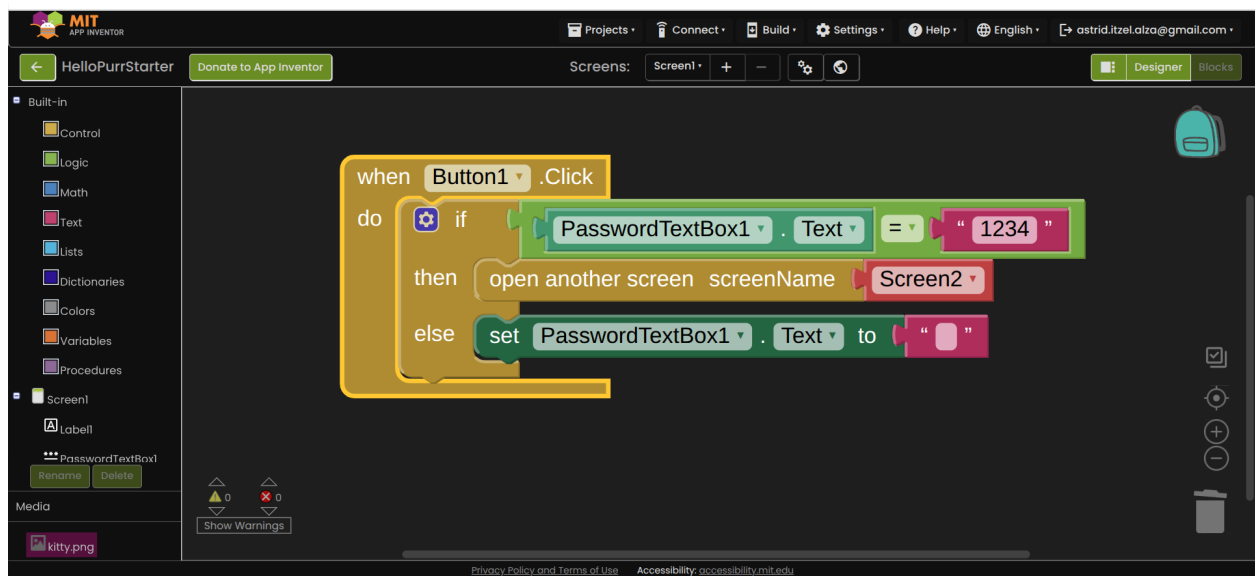 MIT
APP INVENTOR
Projects
Connect
Build
Settings
Help
English
astrid.itzel.alza@gmail.com
HelloPurrStarter
Donate to App Inventor
Screens:
Screen1
+
−
Designer
Blocks
Built-in
Control
Logic
Math
Text
Lists
Dictionaries
Colors
Variables
Procedures
Screen1
Label1
PasswordTextBox1
Rename
Delete
Media
kitty.png
when Button1 .Click
do if PasswordTextBox1 . Text = “ 1234 ”
then open another screen screenName Screen2
else set PasswordTextBox1 . Text to “ ”
0 0
Show Warnings
Privacy Policy and Terms of Use Accessibility: accessibility.mit.edu